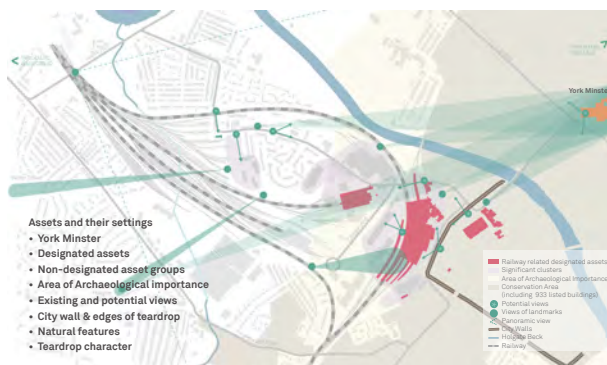 York Minster
Assets and their settings
• York Minster
• Designated assets
• Non-designated asset groups
• Area of Archaeological importance
• Existing and potential views
• City wall & edges of teardrop
• Natural features
• Teardrop character
Railway related designated assets
Significant clusters
Area of Archaeological Importance
Conservation Area
(including 933 listed buildings)
Potential views
Views of landmarks
Panoramic view
City Walls
Holgate Beck
Railway